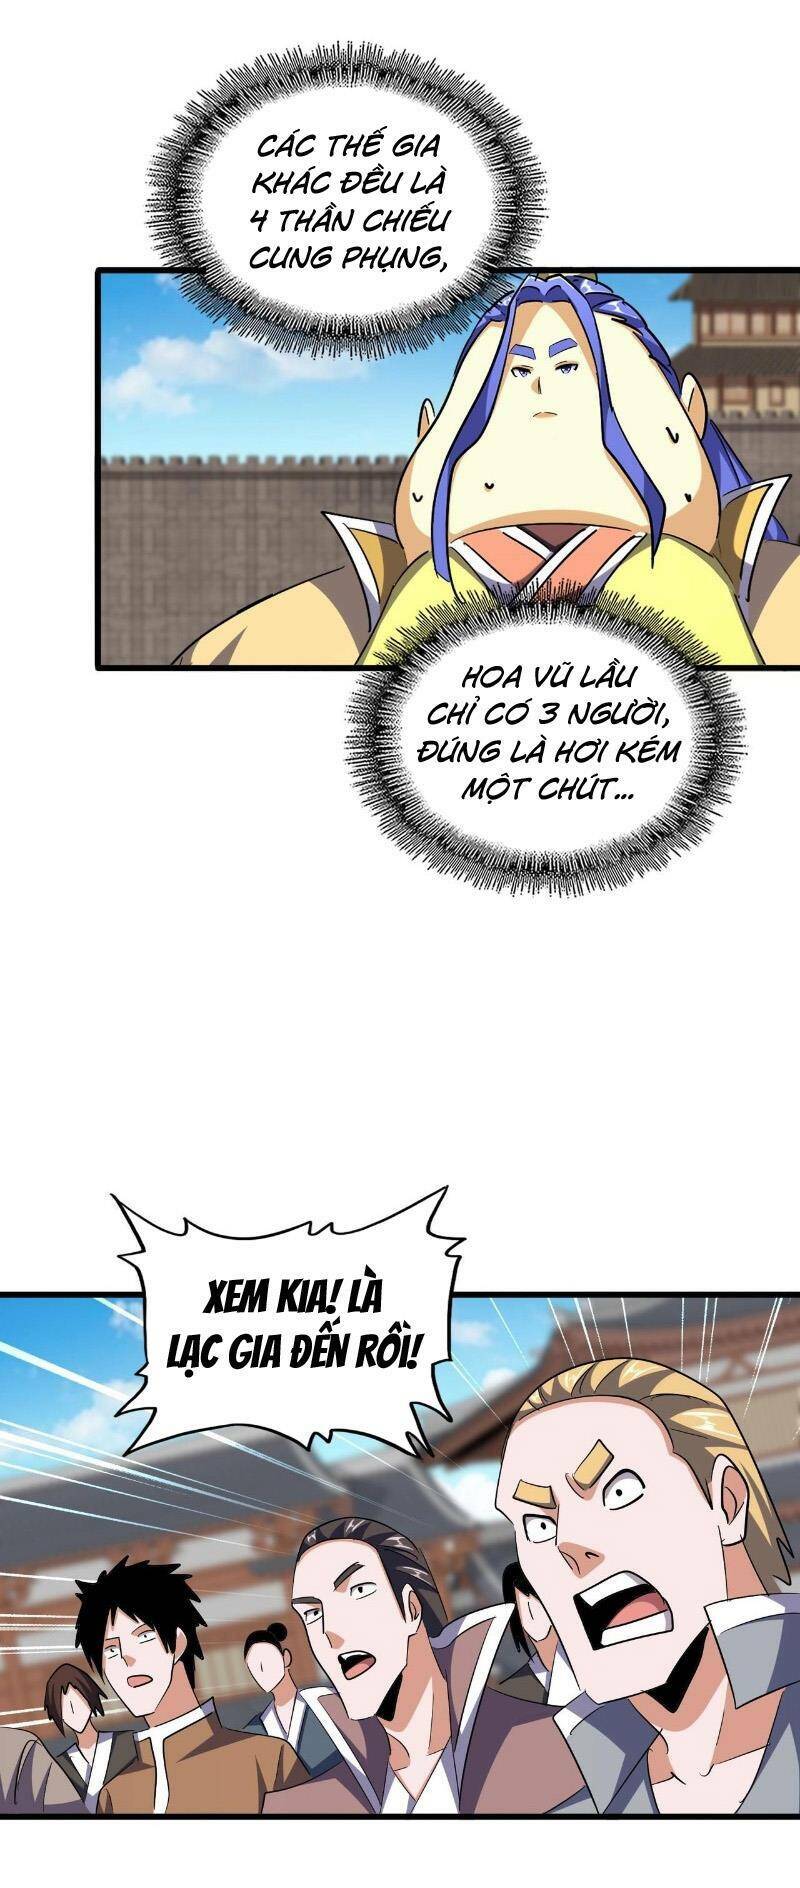 CÁC THẾ GIA
KHÁC ĐỀU LÀ
4 THẦN CHIẾU
CUNG PHỤNG,
HOA VŨ LẦU
CHỈ CÓ 3 NGƯỜI,
ĐÚNG LÀ HƠI KÉM
MỘT CHÚT...
XEM KIA! LÀ
LẠC GIA ĐẾN RỒI!